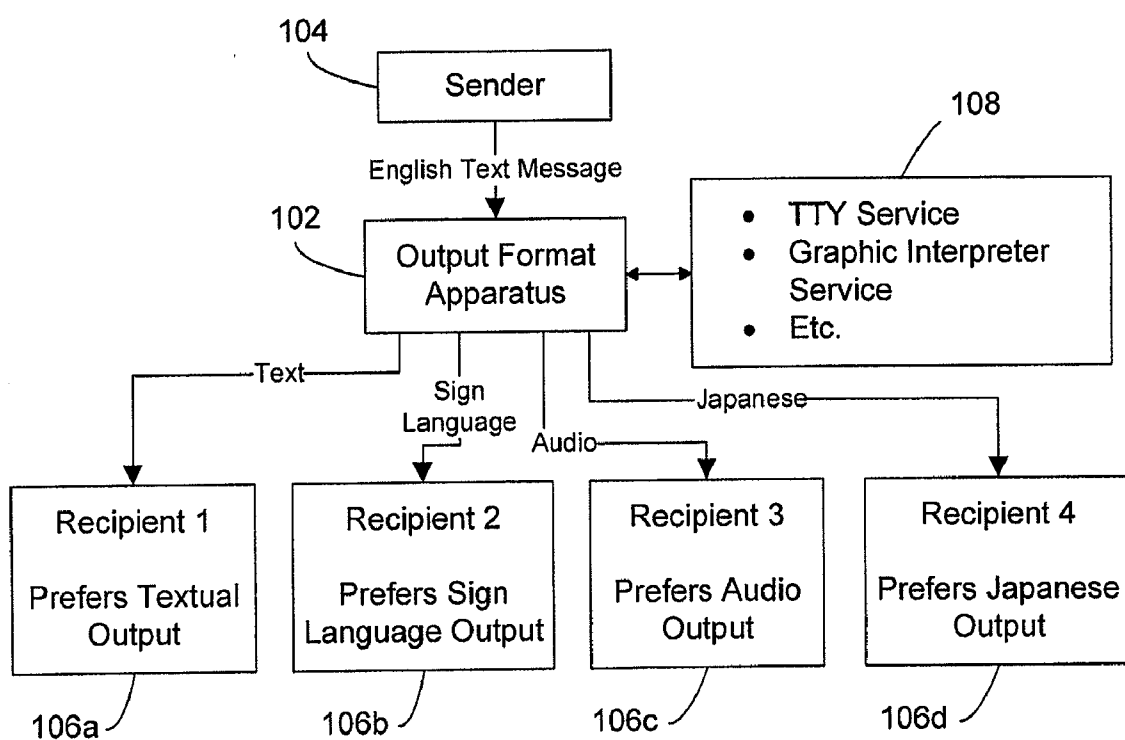 104
Sender
108
English Text Message
102
Output Format
Apparatus
• TTY Service
• Graphic Interpreter
Service
• Etc.
Text
Sign
Language
Audio
Japanese
Recipient 1
Prefers Textual
Output
Recipient 2
Prefers Sign
Language Output
Recipient 3
Prefers Audio
Output
Recipient 4
Prefers Japanese
Output
106a
106b
106c
106d